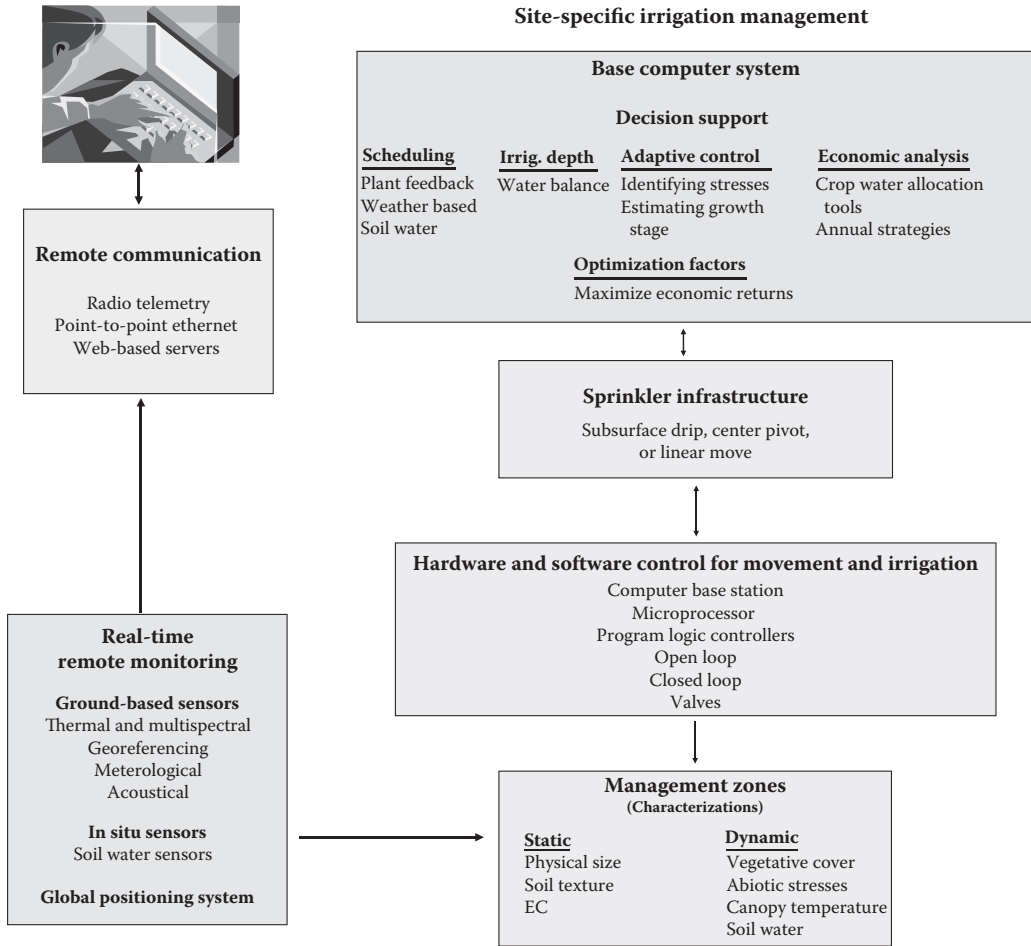 Site-specific irrigation management
Base computer system
Decision support
Scheduling
Plant feedback
Weather based
Soil water
Irrig. depth
Water balance
Adaptive control
Identifying stresses
Estimating growth
stage
Economic analysis
Crop water allocation
tools
Annual strategies
Optimization factors
Maximize economic returns
Remote communication
Radio telemetry
Point-to-point ethernet
Web-based servers
Sprinkler infrastructure
Subsurface drip, center pivot,
or linear move
Hardware and software control for movement and irrigation
Computer base station
Microprocessor
Program logic controllers
Open loop
Closed loop
Valves
Real-time
remote monitoring
Ground-based sensors
Thermal and multispectral
Georeferencing
Meterological
Acoustical
In situ sensors
Soil water sensors
Global positioning system
Management zones
(Characterizations)
Static
Physical size
Soil texture
EC
Dynamic
Vegetative cover
Abiotic stresses
Canopy temperature
Soil water